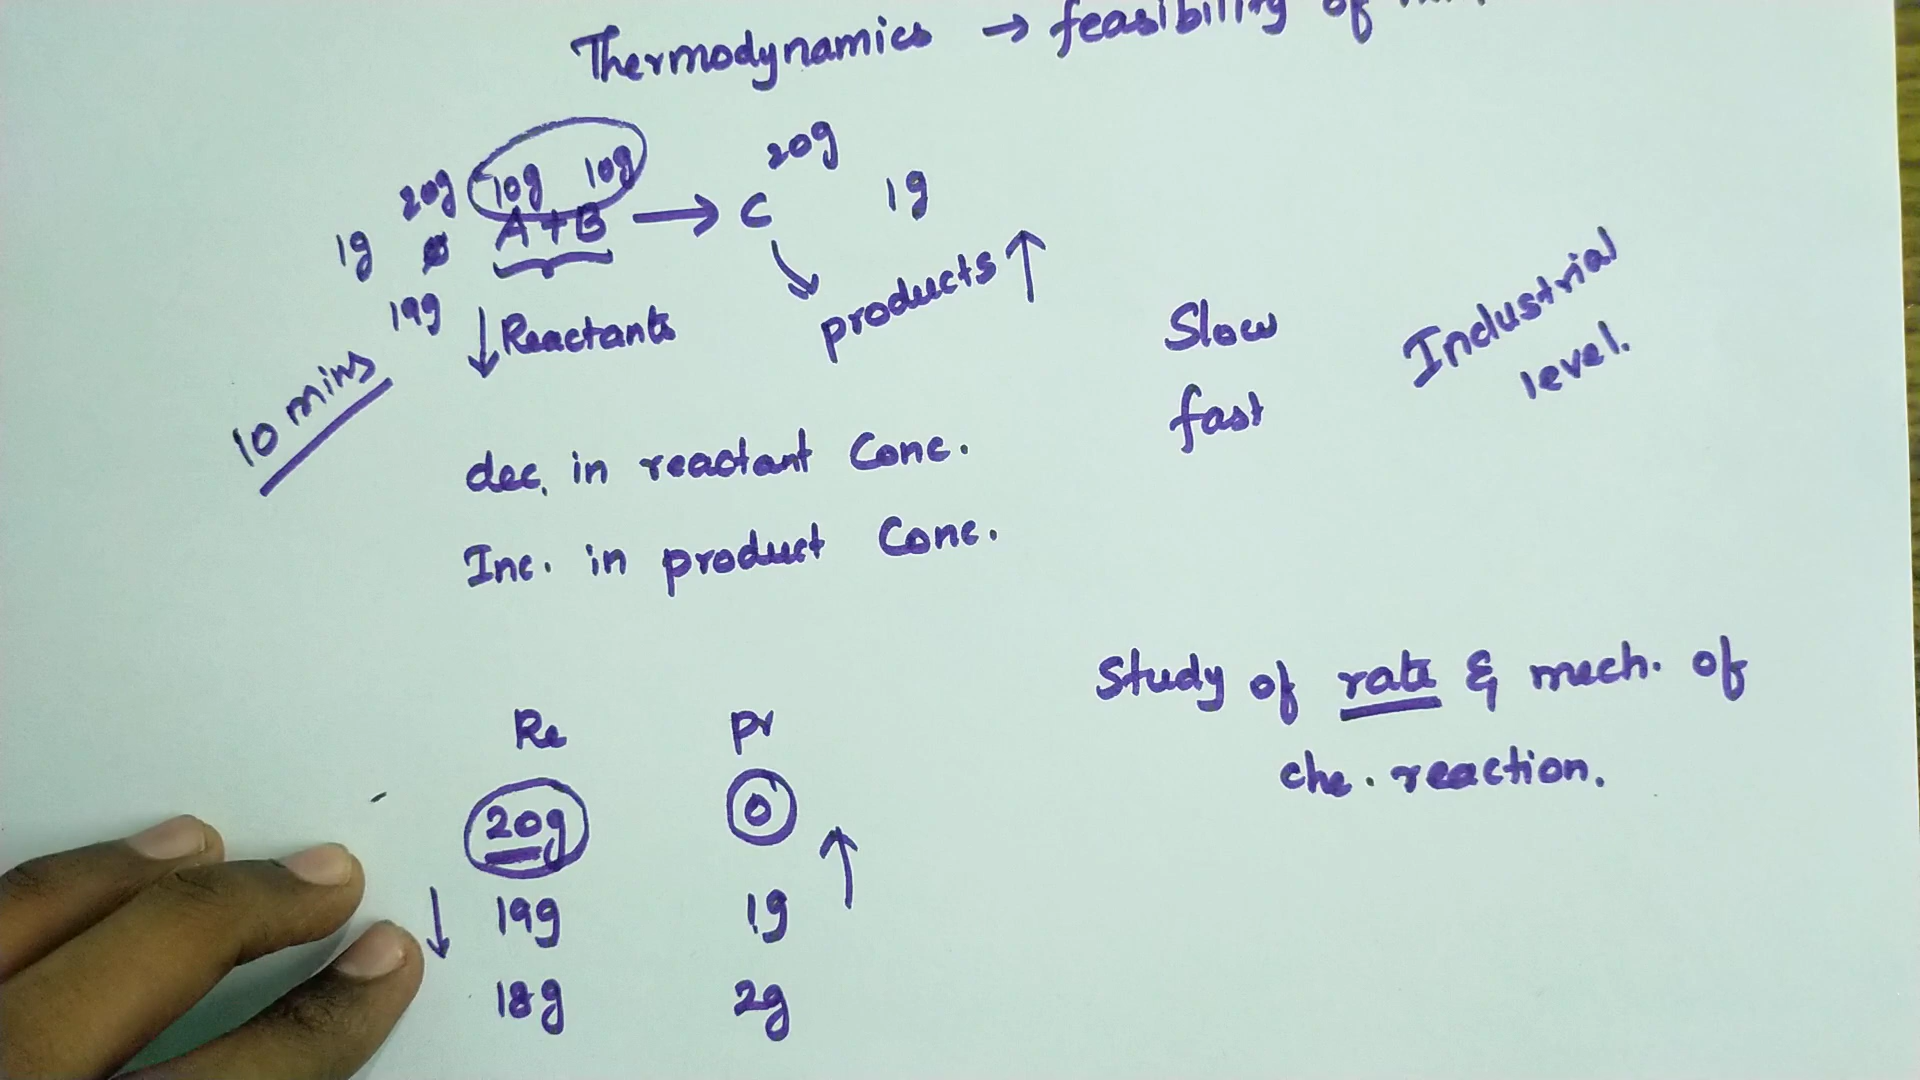 Thermodynamics → feasibility of
20g 10g 10g 20g
1g A+B → C 1g
19g ↓ Reactants products ↑
10 mins
Slow
fast
Industrial
level.
dec. in reactant Conc.
Inc. in product Conc.
Study of rate & mech. of
che. reaction.
Re pr
20g 0
↓ 19g 1g ↑
18g 2g